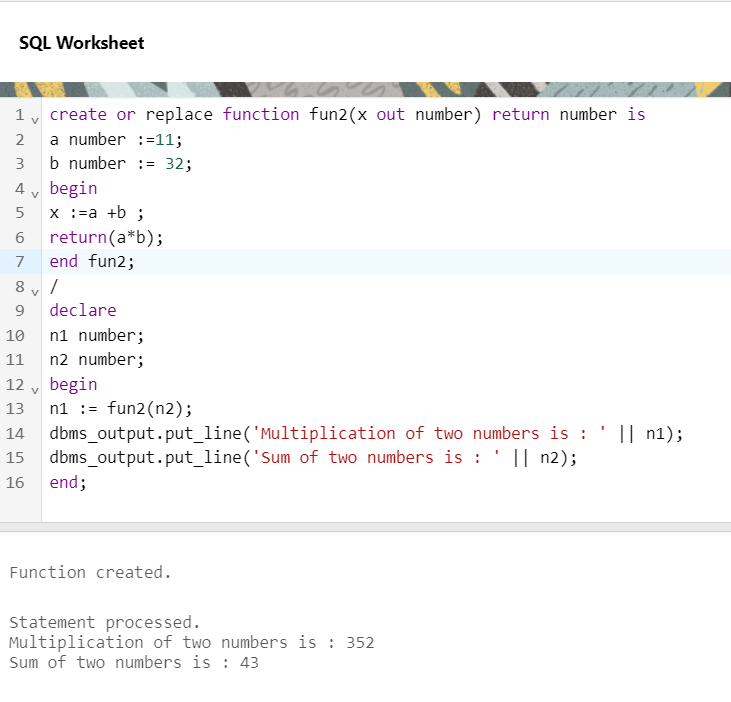 SQL Worksheet
1 create or replace function fun2(x out number) return number is
2 a number :=11;
3 b number := 32;
4 begin
5 x :=a +b ;
6 return(a*b);
7 end fun2;
8 /
9 declare
10 n1 number;
11 n2 number;
12 begin
13 n1 := fun2(n2);
14 dbms_output.put_line('Multiplication of two numbers is : ' || n1);
15 dbms_output.put_line('Sum of two numbers is : ' || n2);
16 end;
Function created.
Statement processed.
Multiplication of two numbers is : 352
Sum of two numbers is : 43